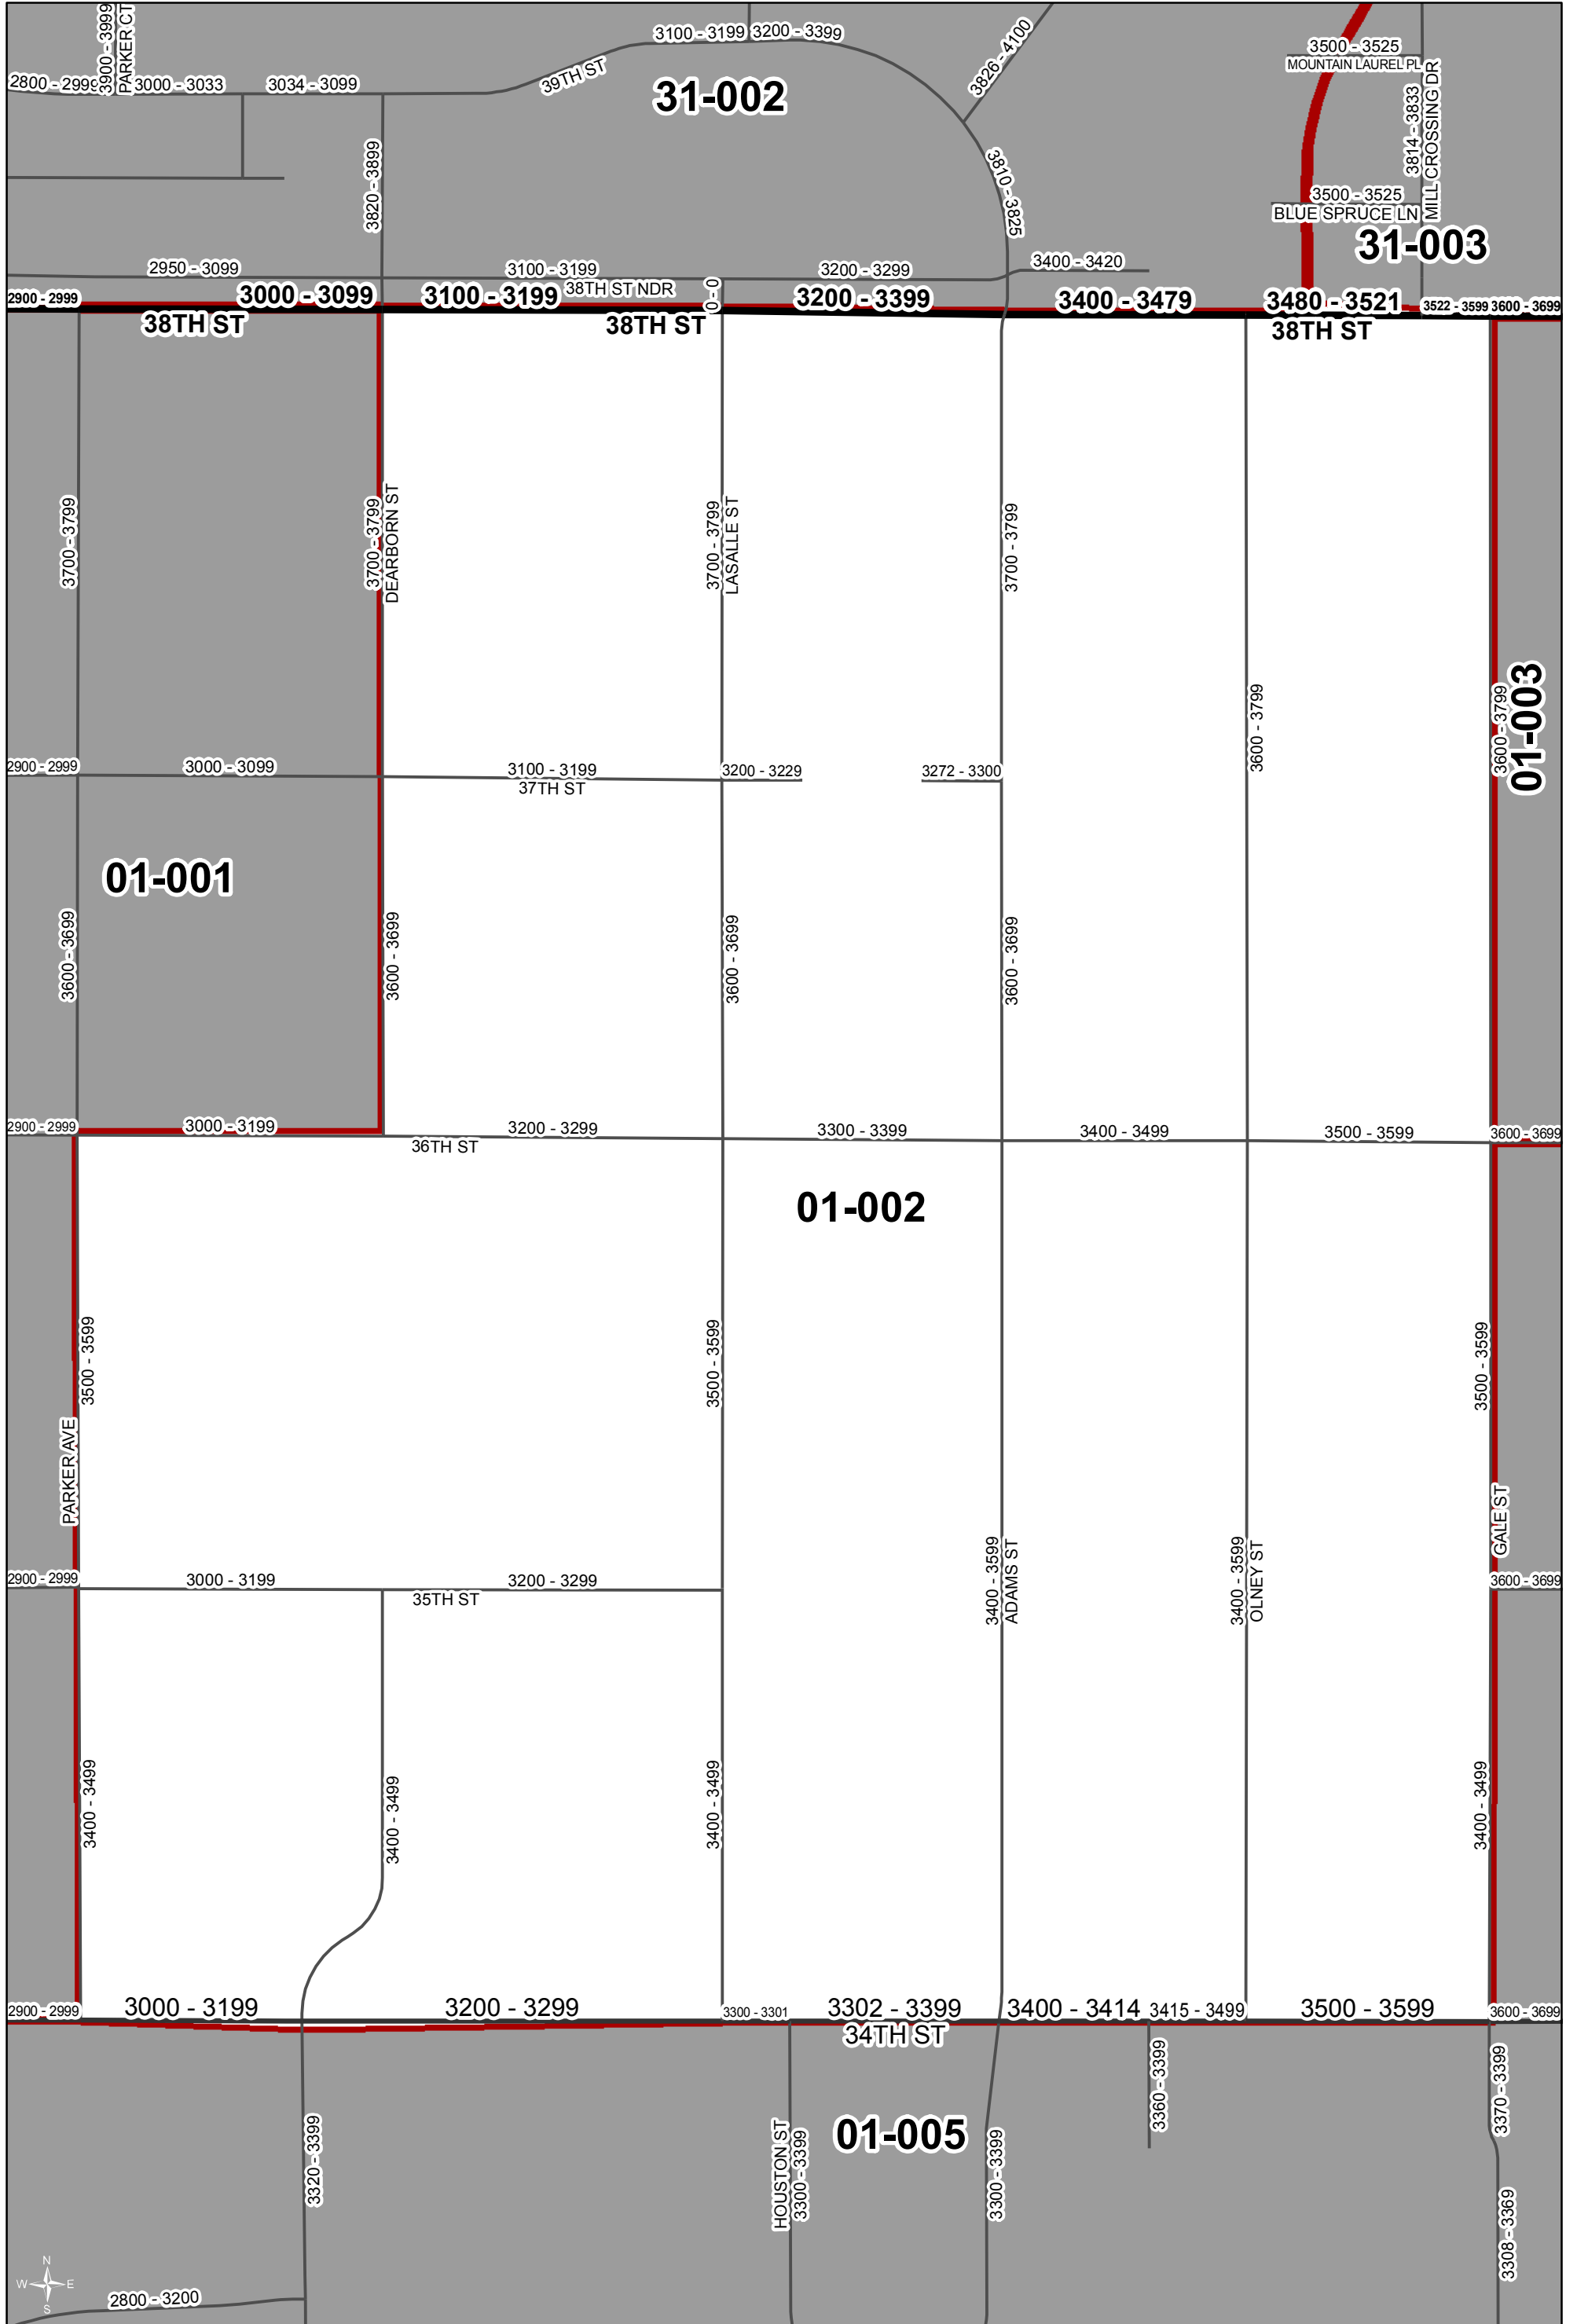 3900 - 3999
PARKER CT
3100 - 3199
3200 - 3399
3826 - 4100
3500 - 3525
MOUNTAIN LAUREL PL
39TH ST
2800 - 2999
3000 - 3033
3034 - 3099
31-002
3814 - 3833
MILL CROSSING DR
3820 - 3899
3810 - 3825
3500 - 3525
BLUE SPRUCE LN
31-003
2950 - 3099
3100 - 3199
38TH ST NDR
0 - 0
3200 - 3299
3400 - 3420
2900 - 2999
3000 - 3099
3100 - 3199
3200 - 3399
3400 - 3479
3480 - 3521
3522 - 3599
3600 - 3699
38TH ST
38TH ST
38TH ST
3700 - 3799
3700 - 3799
DEARBORN ST
3700 - 3799
LASALLE ST
3700 - 3799
3600 - 3799
3600 - 3799
01-003
2900 - 2999
3000 - 3099
3100 - 3199
37TH ST
3200 - 3229
3272 - 3300
01-001
3600 - 3699
3600 - 3699
3600 - 3699
3600 - 3699
2900 - 2999
3000 - 3199
36TH ST
3200 - 3299
3300 - 3399
3400 - 3499
3500 - 3599
3600 - 3699
01-002
3500 - 3599
3500 - 3599
3500 - 3599
PARKER AVE
GALE ST
3400 - 3599
ADAMS ST
3400 - 3599
OLNEY ST
2900 - 2999
3000 - 3199
35TH ST
3200 - 3299
3600 - 3699
3400 - 3499
3400 - 3499
3400 - 3499
3400 - 3499
2900 - 2999
3000 - 3199
3200 - 3299
3300 - 3301
3302 - 3399
3400 - 3414
3415 - 3499
3500 - 3599
3600 - 3699
34TH ST
3360 - 3399
3370 - 3399
01-005
3320 - 3399
HOUSTON ST
3300 - 3399
3300 - 3399
3308 - 3369
N
W E
S
2800 - 3200